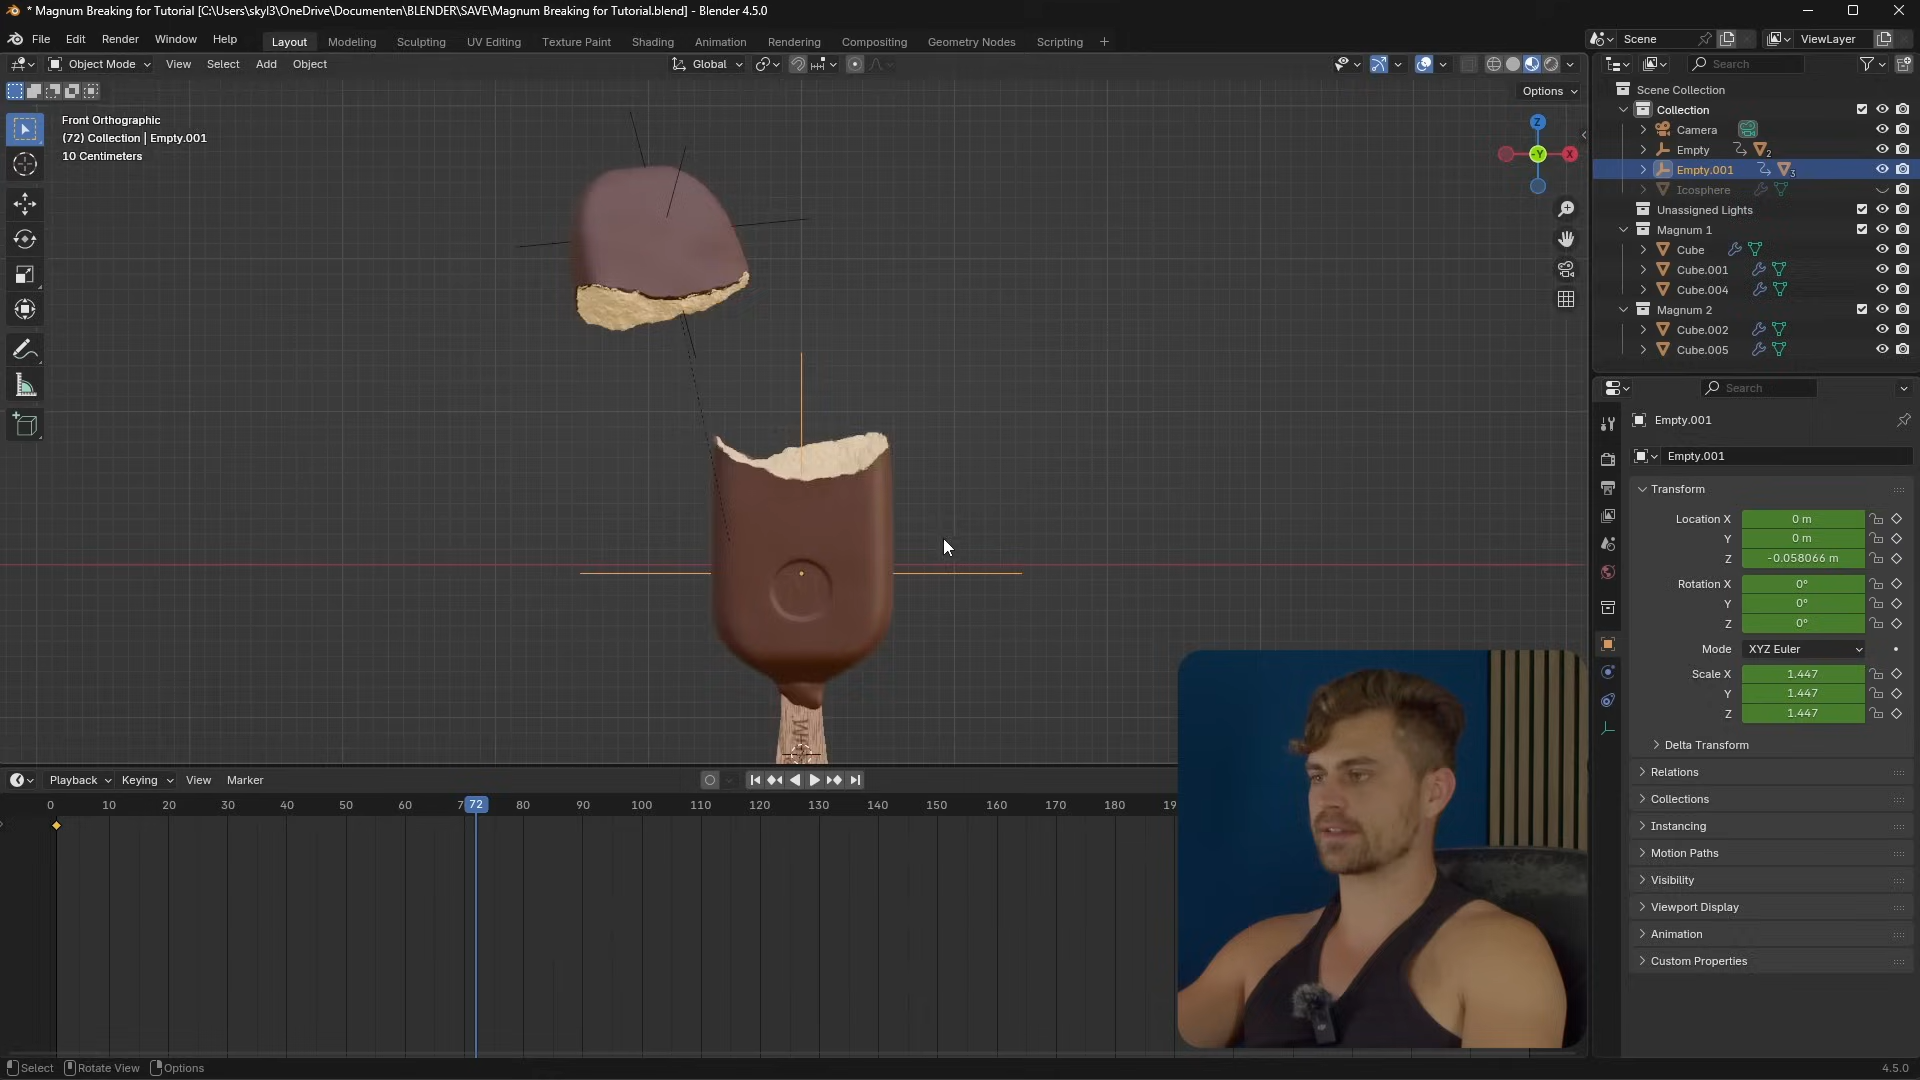 * Magnum Breaking for Tutorial [C:\Users\skyl3\OneDrive\Documenten\BLENDER\SAVE\Magnum Breaking for Tutorial.blend] - Blender 4.5.0
File Edit Render Window Help Layout Modeling Sculpting UV Editing Texture Paint Shading Animation Rendering Compositing Geometry Nodes Scripting + Scene ViewLayer
Object Mode View Select Add Object Global Search
Options
Front Orthographic
(72) Collection | Empty.001
10 Centimeters
Z
-Y X
Scene Collection
Collection
Camera
Empty 2
Empty.001 3
Icosphere
Unassigned Lights
Magnum 1
Cube
Cube.001
Cube.004
Magnum 2
Cube.002
Cube.005
Search
Empty.001
Empty.001
Transform
Location X 0 m
Y 0 m
Z -0.058066 m
Rotation X 0°
Y 0°
Z 0°
Mode XYZ Euler
Scale X 1.447
Y 1.447
Z 1.447
Delta Transform
Relations
Collections
Instancing
Motion Paths
Visibility
Viewport Display
Animation
Custom Properties
Playback Keying View Marker
0 10 20 30 40 50 60 7 72 80 90 100 110 120 130 140 150 160 170 180 19
Select Rotate View Options 4.5.0